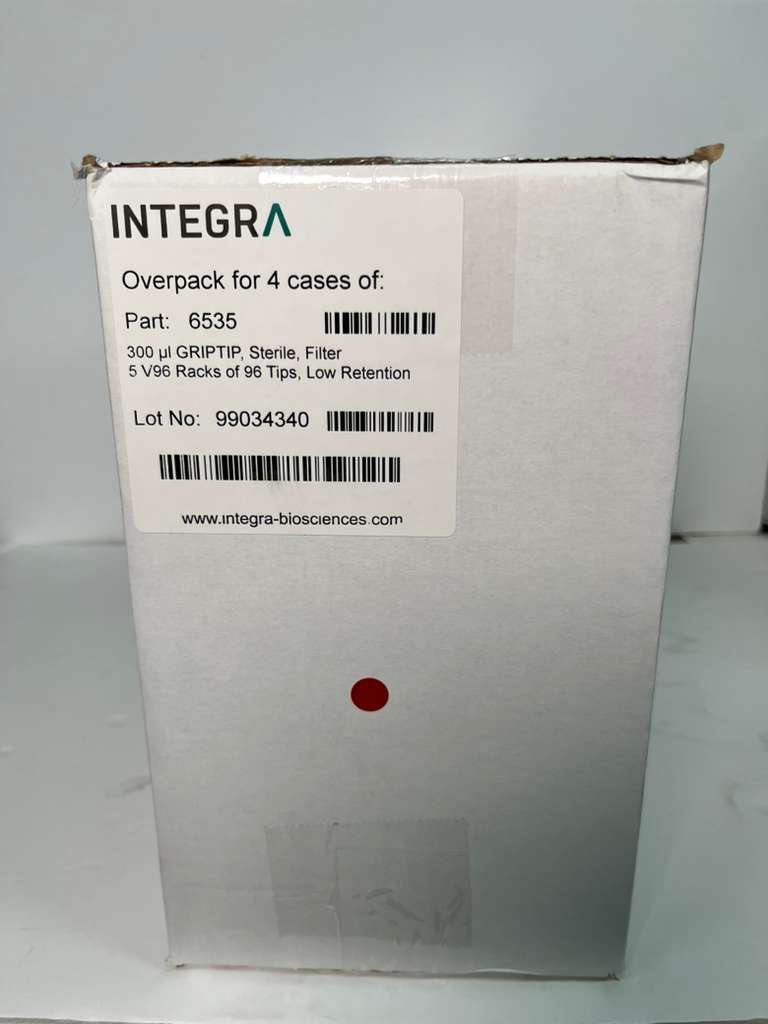 INTEGRA
Overpack for 4 cases of:
Part: 6535
300 µl GRIPTIP, Sterile, Filter
5 V96 Racks of 96 Tips, Low Retention
Lot No: 99034340
www.integra-biosciences.com